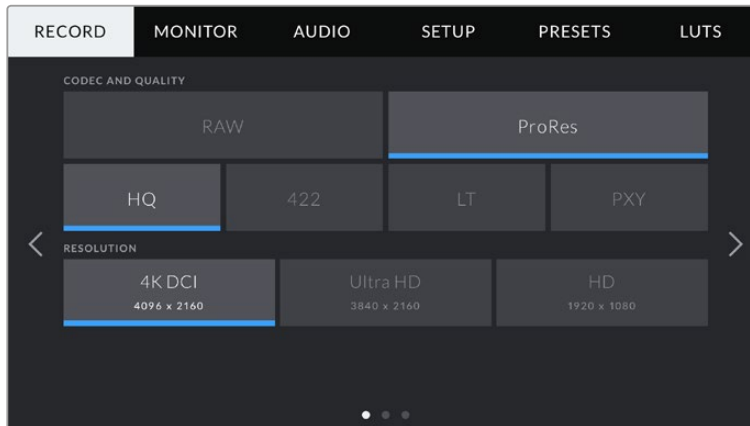 RECORD MONITOR AUDIO SETUP PRESETS LUTS
CODEC AND QUALITY
RAW ProRes
HQ 422 LT PXY
RESOLUTION
4K DCI Ultra HD HD
4096 x 2160 3840 x 2160 1920 x 1080